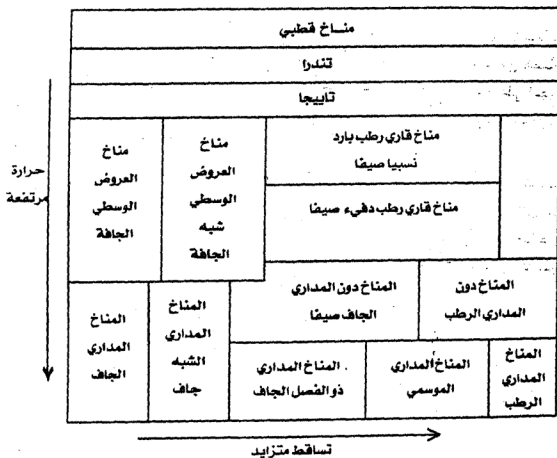 مناخ قطبي
تندرا
تاييجا
مناخ قاري رطب بارد
نسبيا صيفا
مناخ قاري رطب دفيء صيفا
مناخ
العروض
الوسطي
شبه
الجافة
مناخ
العروض
الوسطي
الجافة
حرارة
مرتفعة
المناخ دون
المداري الرطب
المناخ دون المداري
الجاف صيفا
المناخ
المداري
الرطب
المناخ المداري
الموسمي
المناخ المداري
ذو الفصل الجاف
المناخ
المداري
الشبه
جاف
المناخ
المداري
الجاف
تساقط متزايد